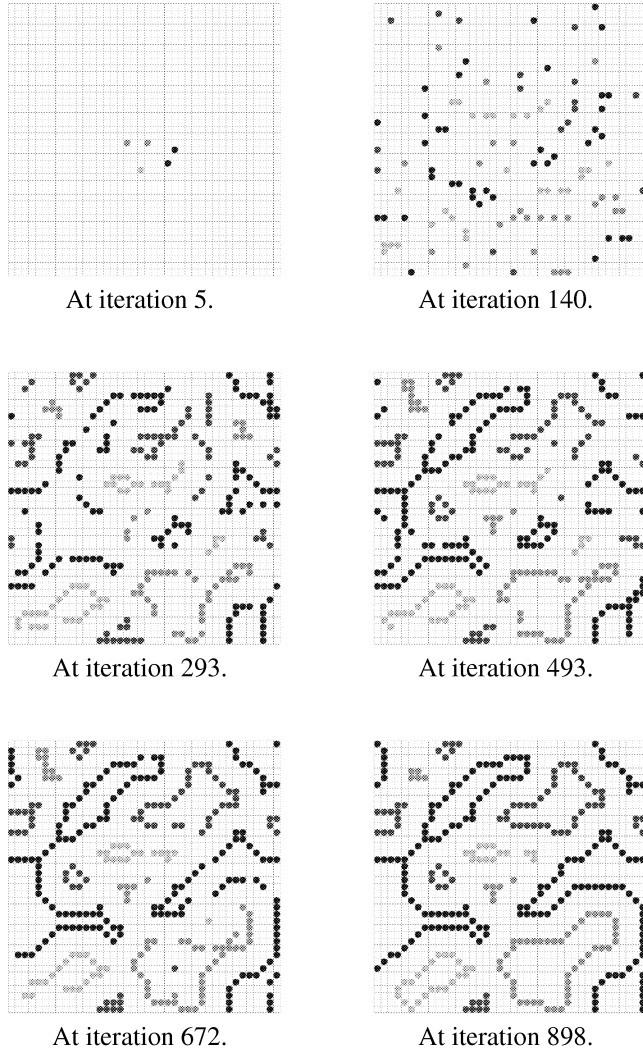 At iteration 5.
At iteration 140.
At iteration 293.
At iteration 493.
At iteration 672.
At iteration 898.